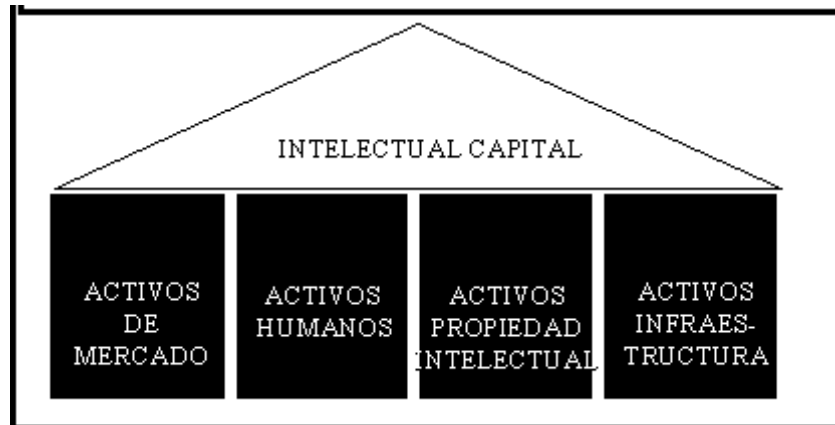 INTELECTUAL CAPITAL
ACTIVOS
DE
MERCADO
ACTIVOS
HUMANOS
ACTIVOS
PROPIEDAD
INTELECTUAL
ACTIVOS
INFRAES-
TRUCTURA